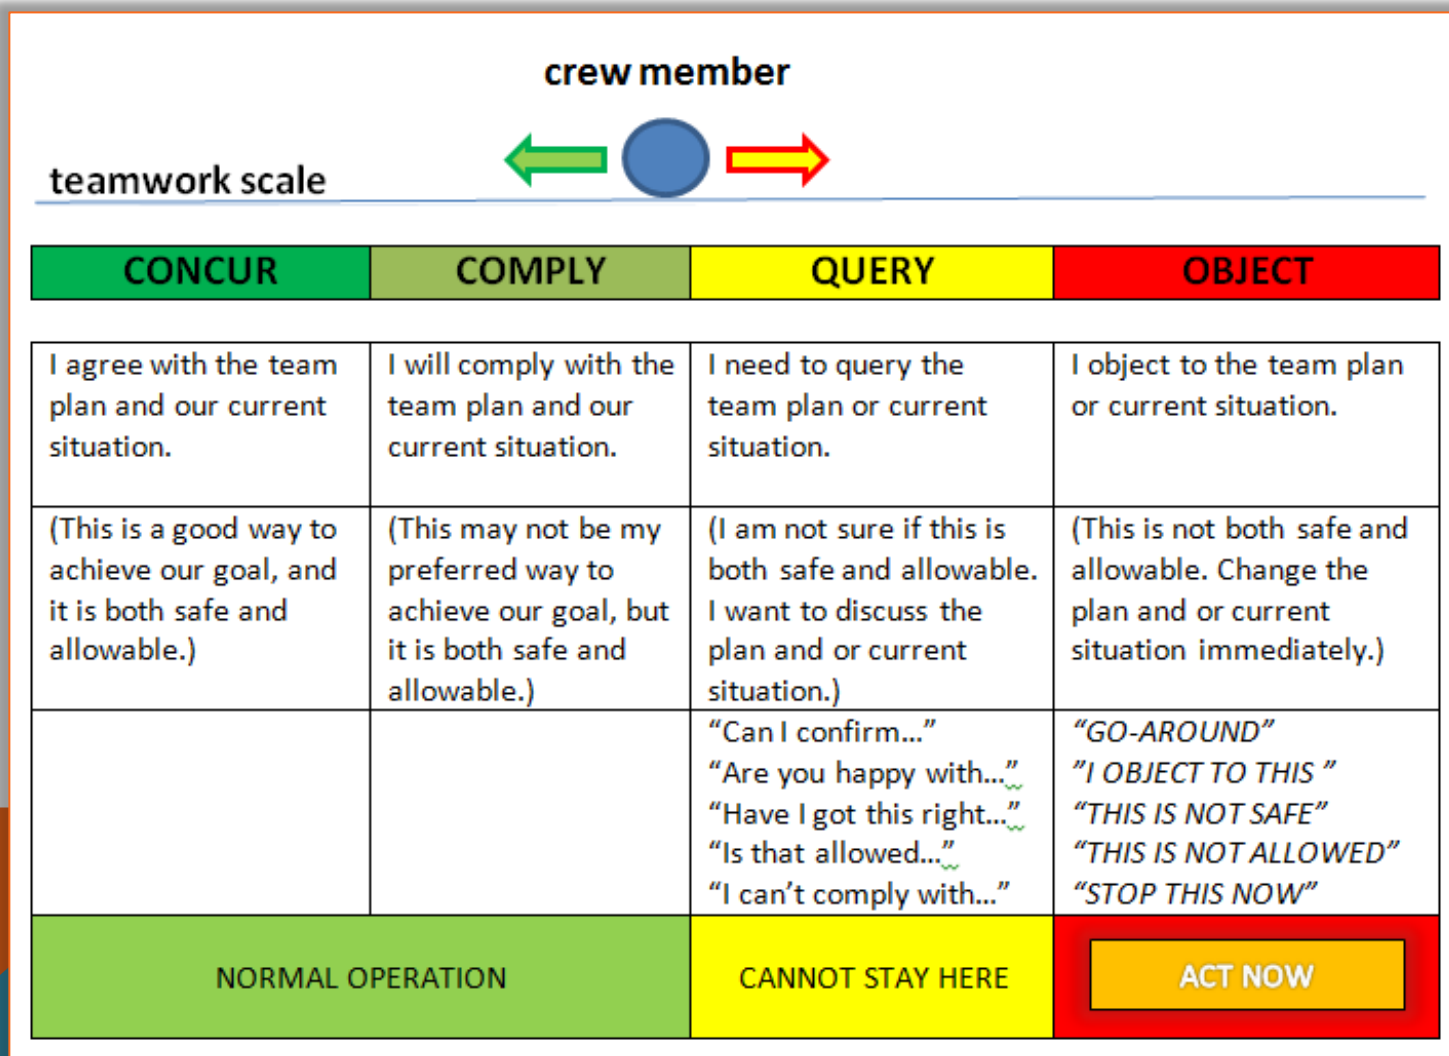 crew member
teamwork scale
CONCUR
COMPLY
QUERY
OBJECT
I agree with the team
plan and our current
situation.
I will comply with the
team plan and our
current situation.
I need to query the
team plan or current
situation.
I object to the team plan
or current situation.
(This is a good way to
achieve our goal, and
it is both safe and
allowable.)
(This may not be my
preferred way to
achieve our goal, but
it is both safe and
allowable.)
(I am not sure if this is
both safe and allowable.
I want to discuss the
plan and or current
situation.)
(This is not both safe and
allowable. Change the
plan and or current
situation immediately.)
“Can I confirm…”
“Are you happy with…”
“Have I got this right…”
“Is that allowed…”
“I can’t comply with…”
“GO-AROUND”
”I OBJECT TO THIS ”
“THIS IS NOT SAFE”
“THIS IS NOT ALLOWED”
“STOP THIS NOW”
NORMAL OPERATION
CANNOT STAY HERE
ACT NOW